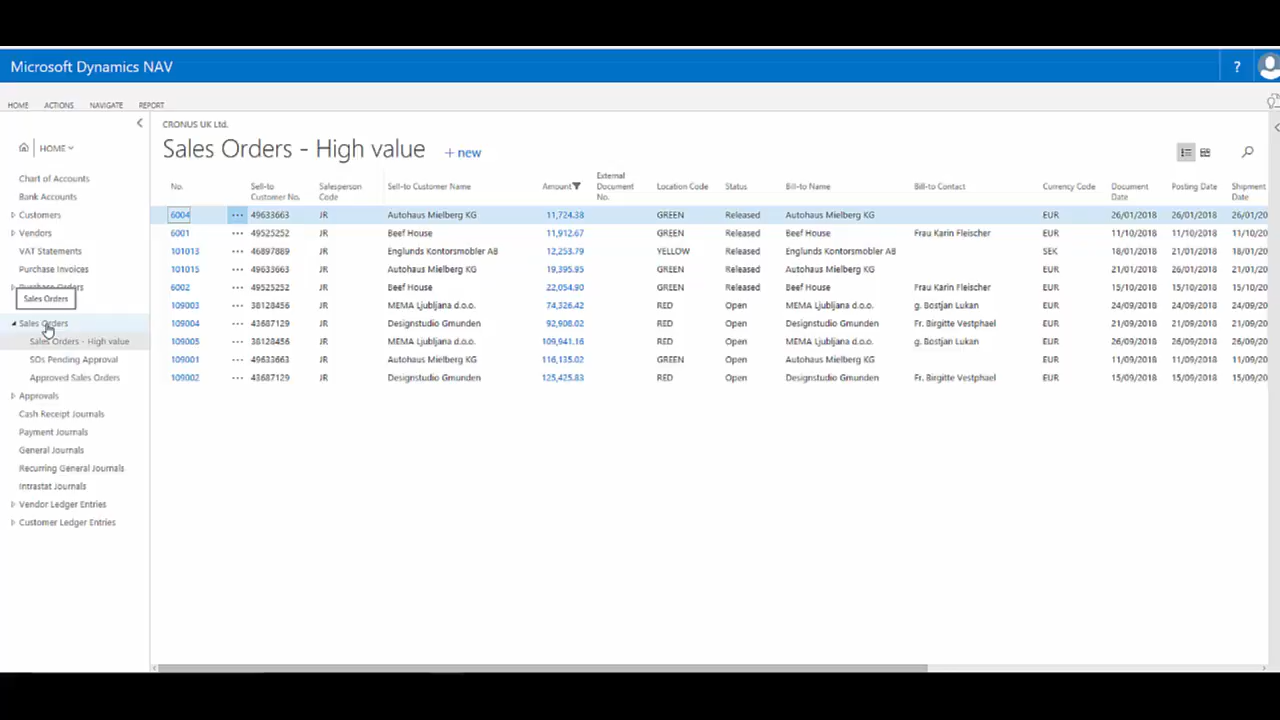 Microsoft Dynamics NAV ?
HOME ACTIONS NAVIGATE REPORT
HOME
Chart of Accounts
Bank Accounts
Customers
Vendors
VAT Statements
Purchase Invoices
Purchase Orders
Sales Orders
Sales Orders
Sales Orders - High value
SOs Pending Approval
Approved Sales Orders
Approvals
Cash Receipt Journals
Payment Journals
General Journals
Recurring General Journals
Intrastat Journals
Vendor Ledger Entries
Customer Ledger Entries
CRONUS UK Ltd.
Sales Orders - High value + new
No. Sell-to Customer No. Salesperson Code Sell-to Customer Name Amount External Document No. Location Code Status Bill-to Name Bill-to Contact Currency Code Document Date Posting Date Shipment Date
6004 ... 49633663 JR Autohaus Mielberg KG 11,724.38 GREEN Released Autohaus Mielberg KG EUR 26/01/2018 26/01/2018 26/01/20
6001 ... 49525252 JR Beef House 11,912.67 GREEN Released Beef House Frau Karin Fleischer EUR 11/10/2018 11/10/2018 11/10/20
101013 ... 46897889 JR Englunds Kontorsmobler AB 12,253.79 YELLOW Released Englunds Kontorsmobler AB SEK 18/01/2018 21/01/2018 18/01/20
101015 ... 49633663 JR Autohaus Mielberg KG 19,395.95 GREEN Released Autohaus Mielberg KG EUR 26/01/2018 21/01/2018 26/01/20
6002 ... 49525252 JR Beef House 22,054.90 GREEN Released Beef House Frau Karin Fleischer EUR 15/10/2018 15/10/2018 15/10/20
109003 ... 38128456 JR MEMA Ljubljana d.o.o. 74,326.42 RED Open MEMA Ljubljana d.o.o. g. Bostjan Lukan EUR 24/09/2018 24/09/2018 24/09/20
109004 ... 43687129 JR Designstudio Gmunden 92,908.02 RED Open Designstudio Gmunden Fr. Birgitte Vestphael EUR 21/09/2018 21/09/2018 21/09/20
109005 ... 38128456 JR MEMA Ljubljana d.o.o. 109,941.16 RED Open MEMA Ljubljana d.o.o. g. Bostjan Lukan EUR 26/09/2018 26/09/2018 26/09/20
109001 ... 49633663 JR Autohaus Mielberg KG 116,135.02 GREEN Open Autohaus Mielberg KG EUR 11/09/2018 11/09/2018 11/09/20
109002 ... 43687129 JR Designstudio Gmunden 125,425.83 RED Open Designstudio Gmunden Fr. Birgitte Vestphael EUR 15/09/2018 15/09/2018 15/09/20